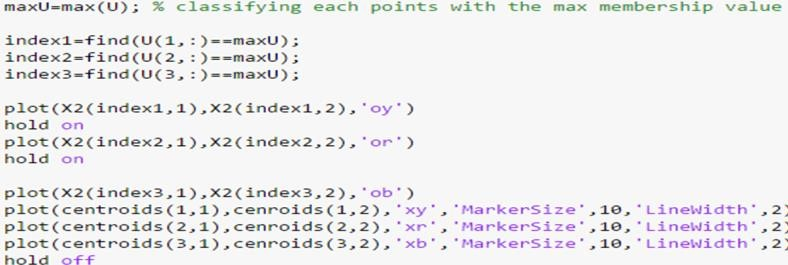 maxU=max(U); % classifying each points with the max membership value
index1=find(U(1,:)==maxU);
index2=find(U(2,:)==maxU);
index3=find(U(3,:)==maxU);
plot(X2(index1,1),X2(index1,2),'oy')
hold on
plot(X2(index2,1),X2(index2,2),'or')
hold on
plot(X2(index3,1),X2(index3,2),'ob')
plot(centroids(1,1),cenroids(1,2),'xy','MarkerSize',10,'LineWidth',2)
plot(centroids(2,1),cenroids(2,2),'xr','MarkerSize',10,'LineWidth',2)
plot(centroids(3,1),cenroids(3,2),'xb','MarkerSize',10,'LineWidth',2)
hold off